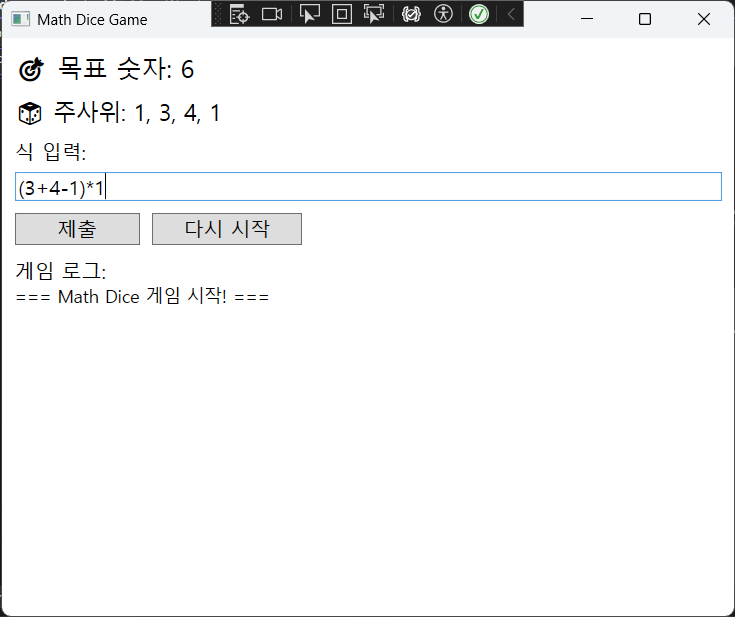 Math Dice Game
목표 숫자: 6
주사위: 1, 3, 4, 1
식 입력:
(3+4-1)*1
제출 다시 시작
게임 로그:
=== Math Dice 게임 시작! ===